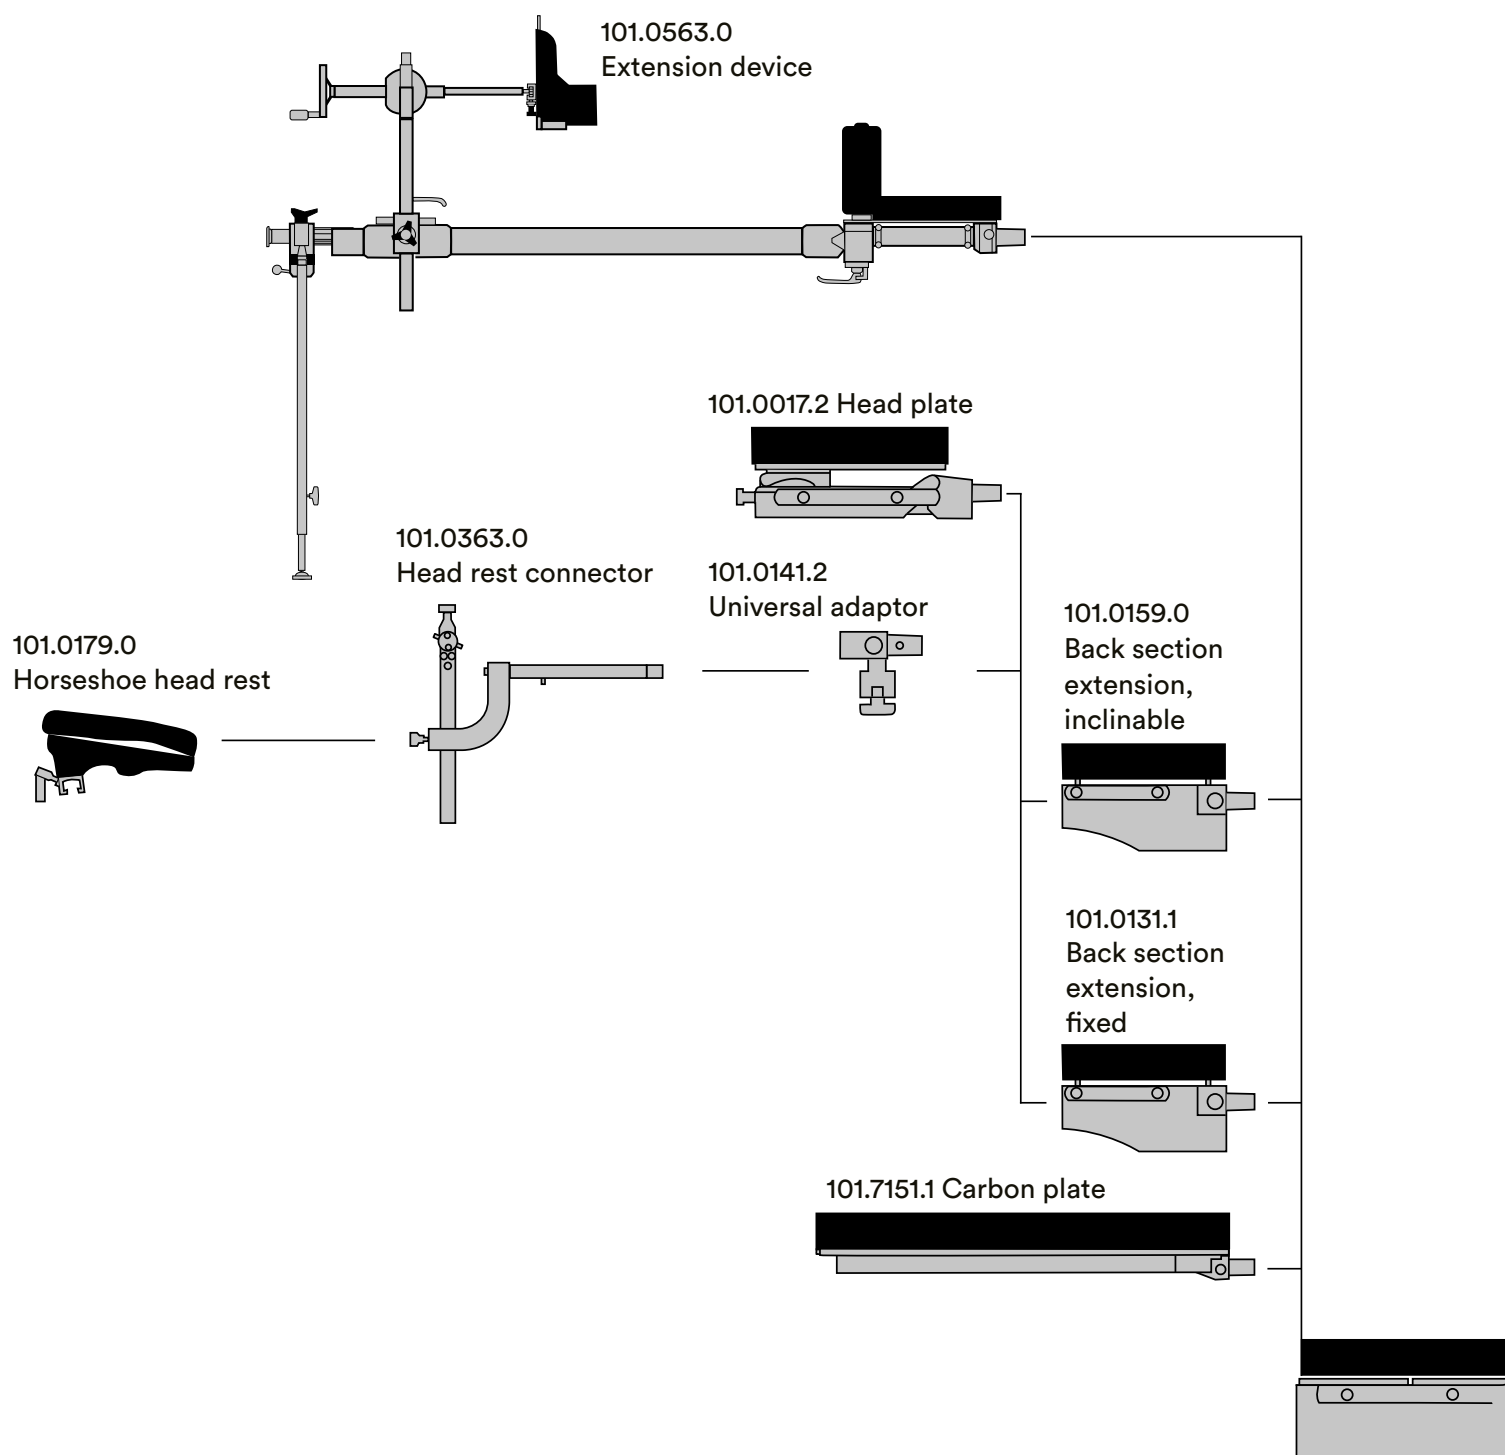 101.0563.0
Extension device
101.0017.2 Head plate
101.0363.0
Head rest connector
101.0141.2
Universal adaptor
101.0179.0
Horseshoe head rest
101.0159.0
Back section
extension,
inclinable
101.0131.1
Back section
extension,
fixed
101.7151.1 Carbon plate